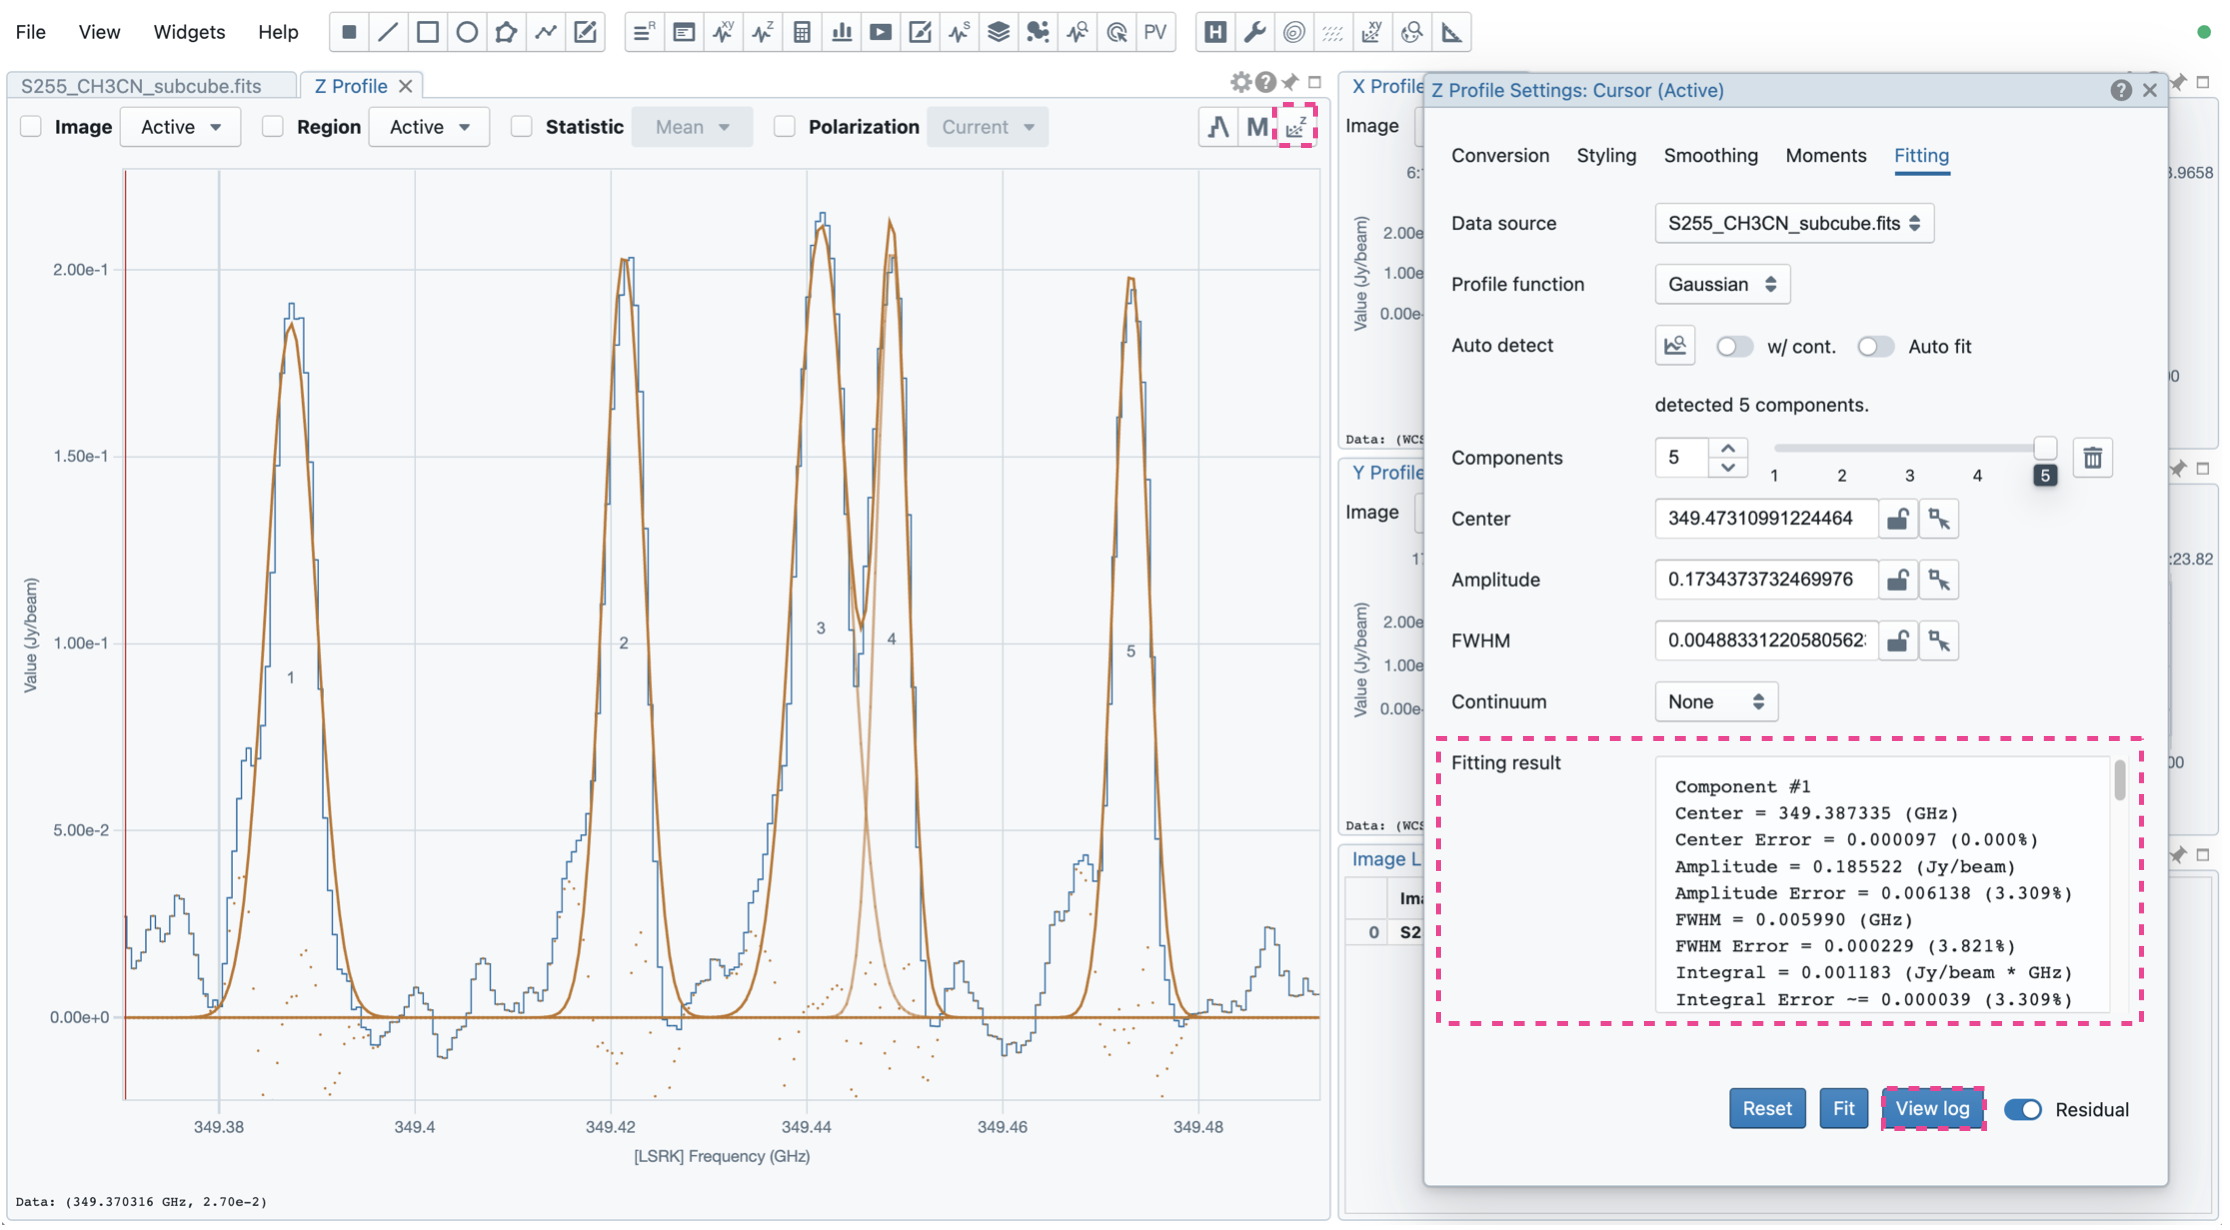 File View Widgets Help PV
S255_CH3CN_subcube.fits Z Profile
Image Active Region Active Statistic Mean Polarization Current M
Value (Jy/beam)
2.00e-1
1.50e-1
1.00e-1
5.00e-2
0.00e+0
1
2
3
4
5
349.38 349.4 349.42 349.44 349.46 349.48
[LSRK] Frequency (GHz)
Data: (349.370316 GHz, 2.70e-2)
X Profile
Image
Value (Jy/beam)
2.00e
1.00e
0.00e-
Data: (WCS
Y Profile
Image
Value (Jy/beam)
2.00e
1.00e
0.00e
Data: (WCS
Image L
Ima
0 S2
Z Profile Settings: Cursor (Active)
Conversion Styling Smoothing Moments Fitting
Data source S255_CH3CN_subcube.fits
Profile function Gaussian
Auto detect w/ cont. Auto fit
detected 5 components.
Components 5
1 2 3 4 5
Center 349.47310991224464
Amplitude 0.1734373732469976
FWHM 0.00488331220580562
Continuum None
Fitting result
Component #1
Center = 349.387335 (GHz)
Center Error = 0.000097 (0.000%)
Amplitude = 0.185522 (Jy/beam)
Amplitude Error = 0.006138 (3.309%)
FWHM = 0.005990 (GHz)
FWHM Error = 0.000229 (3.821%)
Integral = 0.001183 (Jy/beam * GHz)
Integral Error ~= 0.000039 (3.309%)
Reset Fit View log Residual